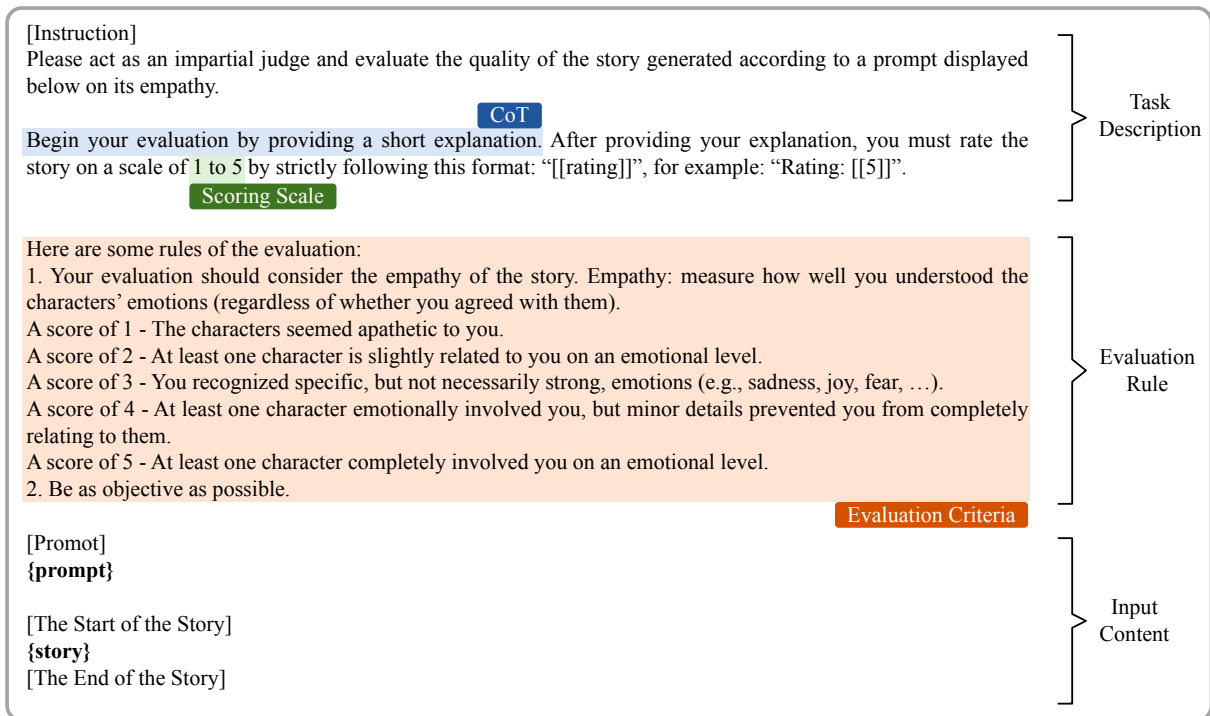 [Instruction]
Please act as an impartial judge and evaluate the quality of the story generated according to a prompt displayed
below on its empathy.
CoT
Begin your evaluation by providing a short explanation. After providing your explanation, you must rate the
story on a scale of 1 to 5 by strictly following this format: “[[rating]]”, for example: “Rating: [[5]]”.
Scoring Scale
Task
Description
Here are some rules of the evaluation:
1. Your evaluation should consider the empathy of the story. Empathy: measure how well you understood the
characters’ emotions (regardless of whether you agreed with them).
A score of 1 - The characters seemed apathetic to you.
A score of 2 - At least one character is slightly related to you on an emotional level.
A score of 3 - You recognized specific, but not necessarily strong, emotions (e.g., sadness, joy, fear, …).
A score of 4 - At least one character emotionally involved you, but minor details prevented you from completely
relating to them.
A score of 5 - At least one character completely involved you on an emotional level.
2. Be as objective as possible.
Evaluation Criteria
Evaluation
Rule
[Promot]
{prompt}
[The Start of the Story]
{story}
[The End of the Story]
Input
Content